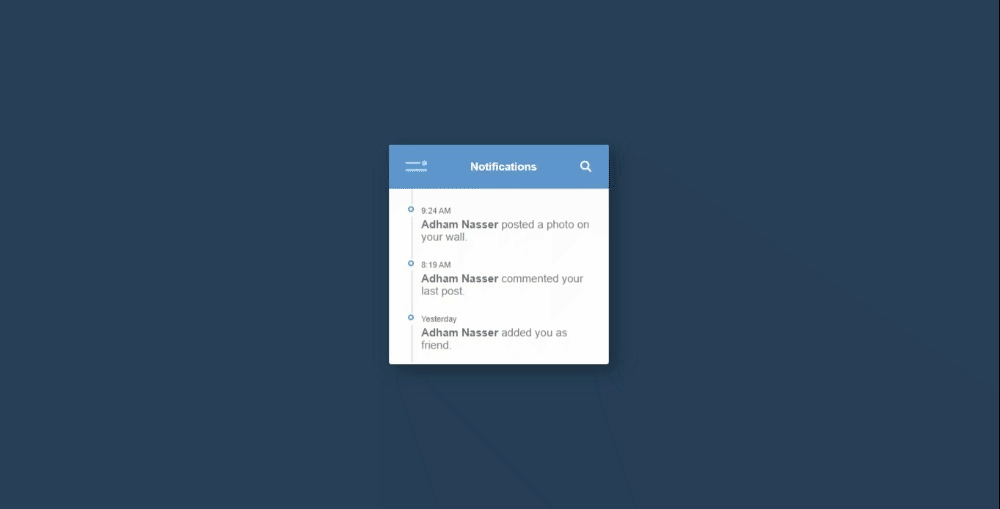 Notifications
9:24 AM
Adham Nasser posted a photo on
your wall.
8:19 AM
Adham Nasser commented your
last post.
Yesterday
Adham Nasser added you as
friend.